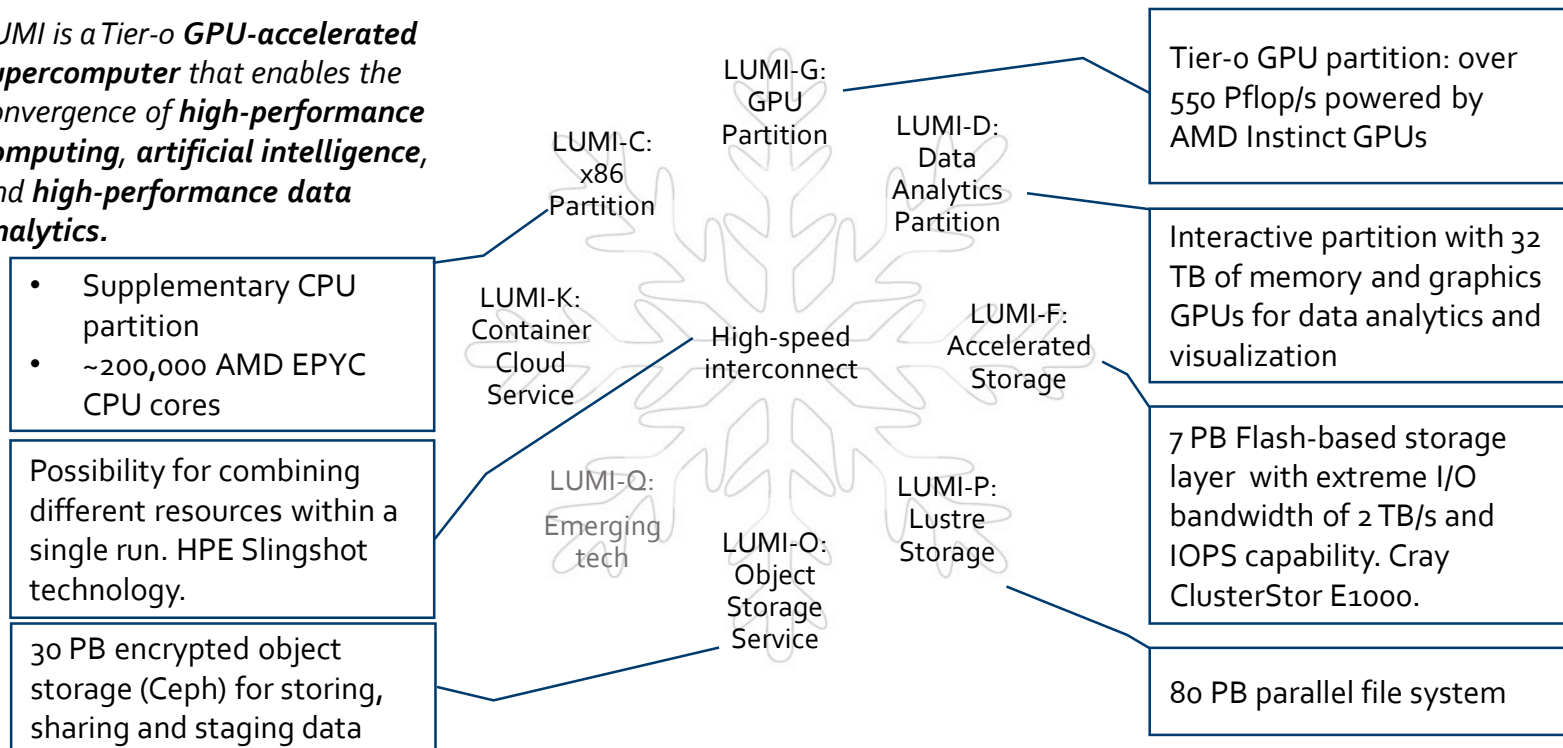 UMI is a Tier-0 GPU-accelerated
upercomputer that enables the
onvergence of high-performance
omputing, artificial intelligence,
nd high-performance data
nalytics.
LUMI-G:
GPU
Partition
Tier-0 GPU partition: over
550 Pflop/s powered by
AMD Instinct GPUs
LUMI-C:
x86
Partition
LUMI-D:
Data
Analytics
Partition
Interactive partition with 32
TB of memory and graphics
GPUs for data analytics and
visualization
• Supplementary CPU
partition
• ~200,000 AMD EPYC
CPU cores
LUMI-K:
Container
Cloud
Service
High-speed
interconnect
LUMI-F:
Accelerated
Storage
7 PB Flash-based storage
layer with extreme I/O
bandwidth of 2 TB/s and
IOPS capability. Cray
ClusterStor E1000.
Possibility for combining
different resources within a
single run. HPE Slingshot
technology.
LUMI-Q:
Emerging
tech
LUMI-O:
Object
Storage
Service
LUMI-P:
Lustre
Storage
30 PB encrypted object
storage (Ceph) for storing,
sharing and staging data
80 PB parallel file system